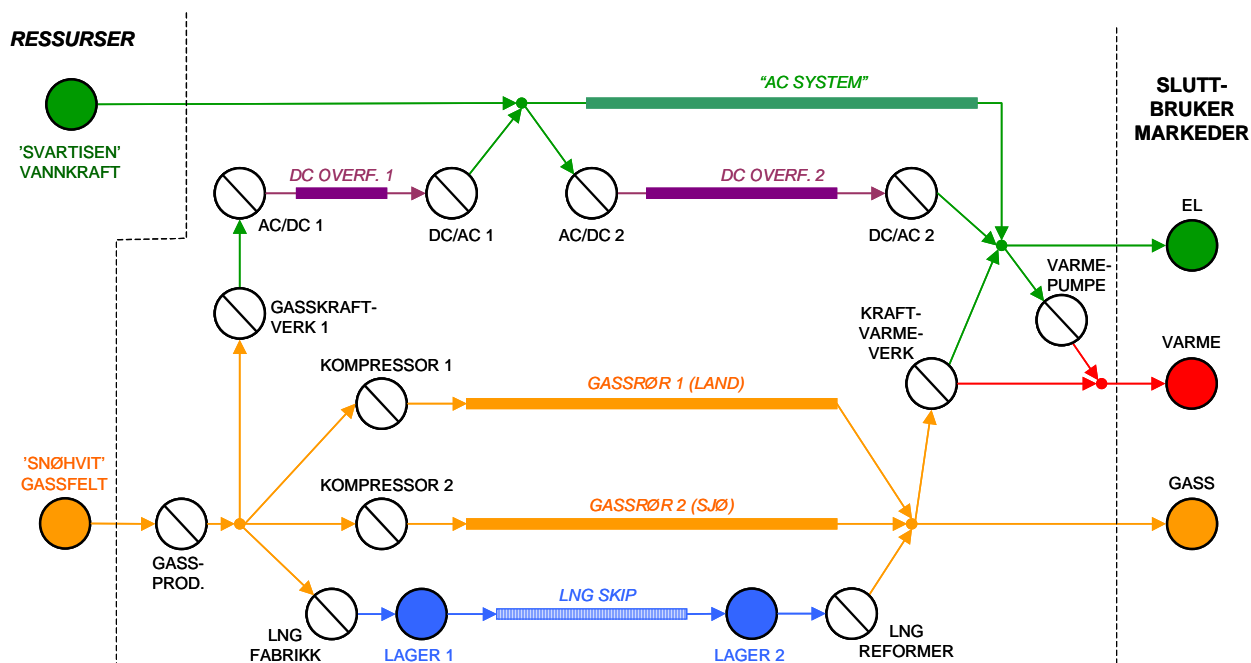 RESSURSER
"AC SYSTEM"
SLUTT-
BRUKER
MARKEDER
'SVARTISEN'
VANNKRAFT
DC OVERF. 1
DC OVERF. 2
AC/DC 1
DC/AC 1
AC/DC 2
DC/AC 2
EL
VARME-
PUMPE
GASSKRAFT-
VERK 1
KRAFT-
VARME-
VERK
VARME
KOMPRESSOR 1
GASSRØR 1 (LAND)
'SNØHVIT'
GASSFELT
KOMPRESSOR 2
GASSRØR 2 (SJØ)
GASS
GASS-
PROD.
LNG SKIP
LNG
FABRIKK
LAGER 1
LAGER 2
LNG
REFORMER